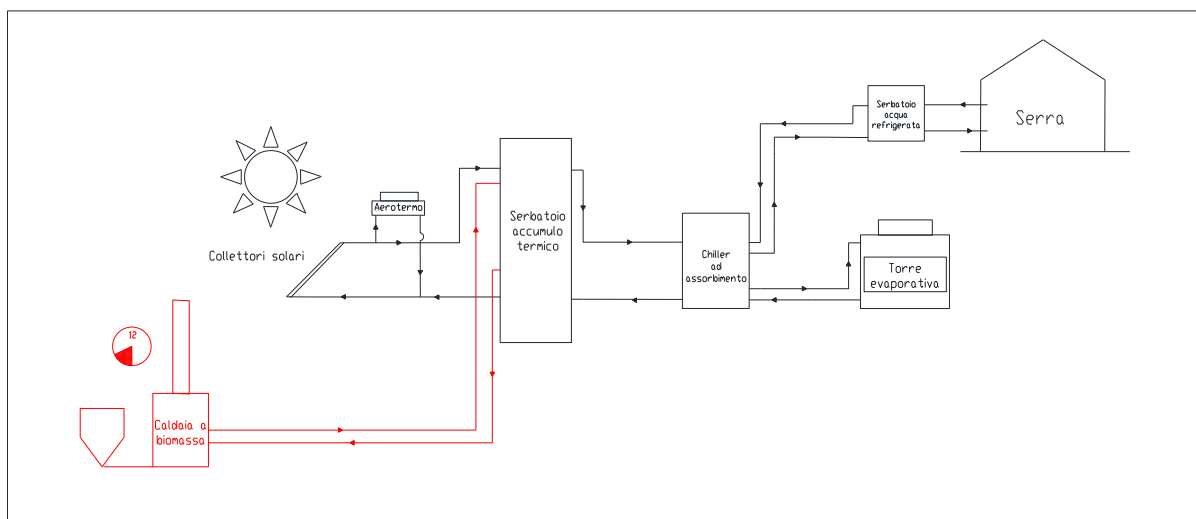 Serbatoio
acqua
refrigerata
Serra
Aerotermo
Collettori solari
Serbatoio
accumulo
termico
Chiller
ad
assorbimento
Torre
evaporativa
12
Caldaia a
biomassa